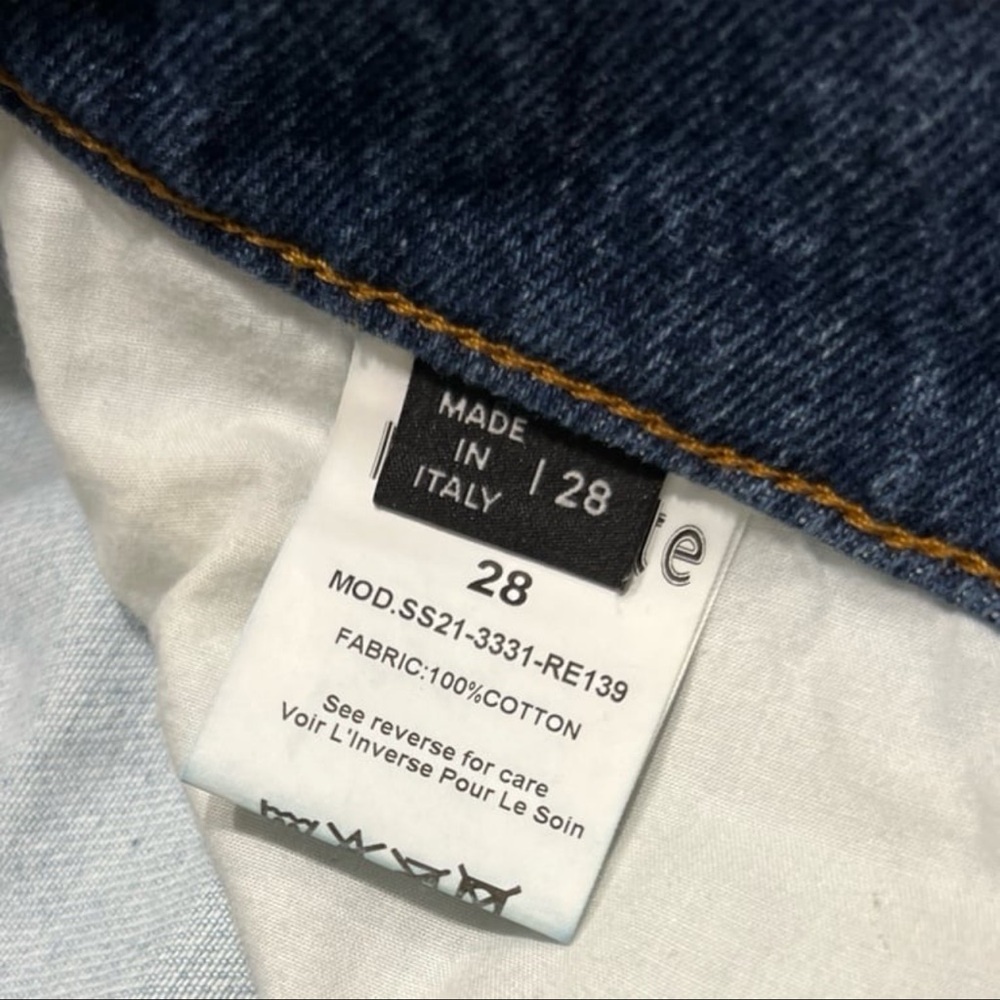 MADE
IN
ITALY
| 28
e
28
MOD.SS21-3331-RE139
FABRIC:100%COTTON
See reverse for care
Voir L'Inverse Pour Le Soin